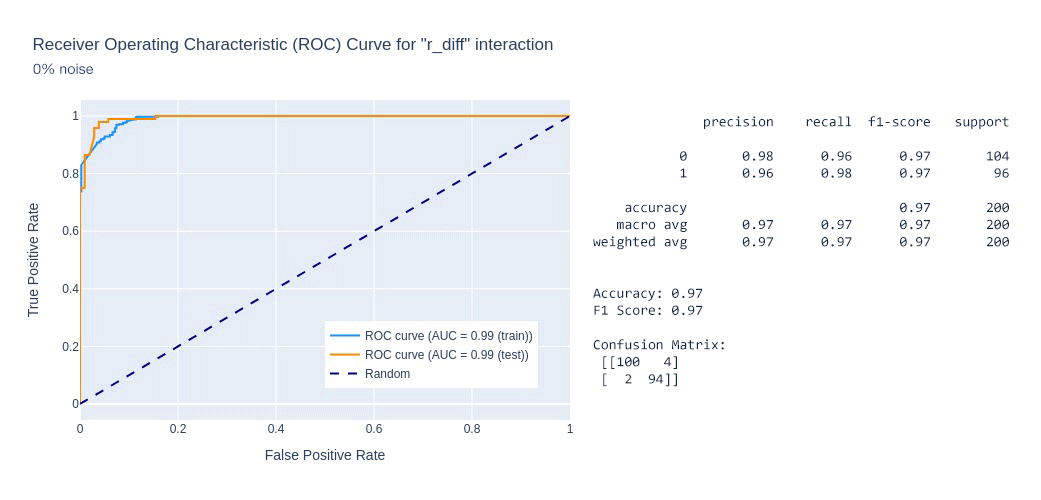 Receiver Operating Characteristic (ROC) Curve for "r_diff" interaction
0% noise
True Positive Rate
1
0.8
0.6
0.4
0.2
0
0 0.2 0.4 0.6 0.8 1
False Positive Rate
ROC curve (AUC = 0.99 (train))
ROC curve (AUC = 0.99 (test))
Random
precision recall f1-score support
0 0.98 0.96 0.97 104
1 0.96 0.98 0.97 96
accuracy 0.97 200
macro avg 0.97 0.97 0.97 200
weighted avg 0.97 0.97 0.97 200
Accuracy: 0.97
F1 Score: 0.97
Confusion Matrix:
[[100 4]
[ 2 94]]